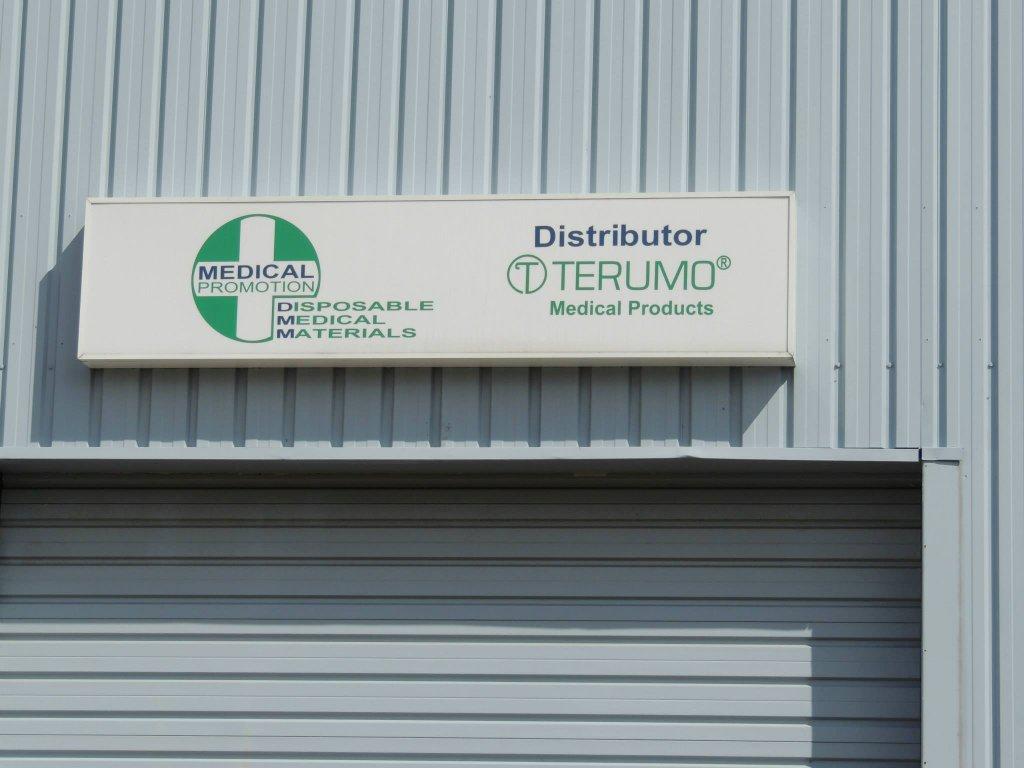 MEDICAL
PROMOTION
DISPOSABLE
MEDICAL
MATERIALS
Distributor
T TERUMO®
Medical Products